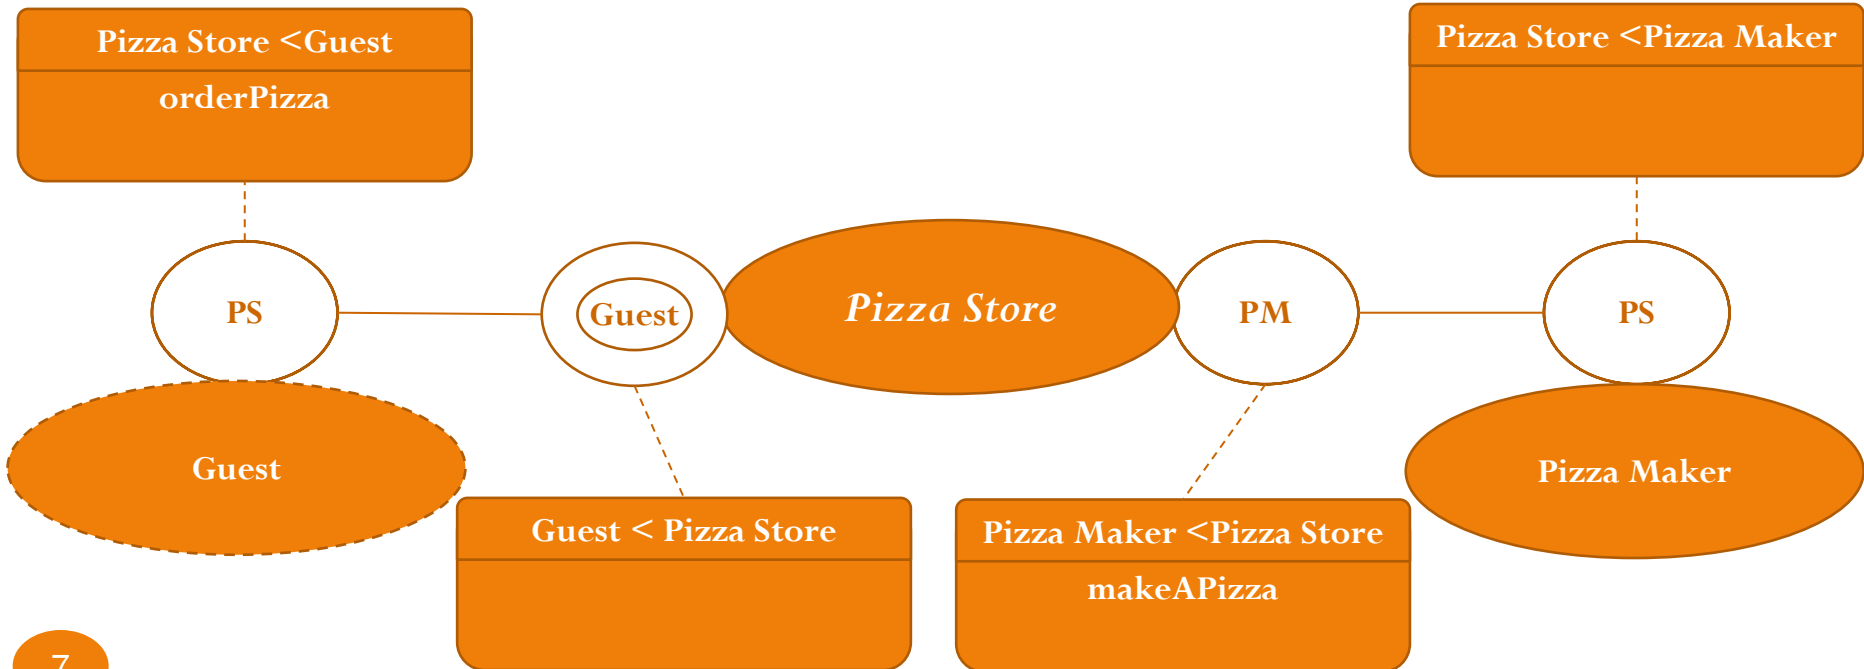 Pizza Store <Guest
orderPizza
Pizza Store <Pizza Maker
PS
Guest
Pizza Store
PM
PS
Guest
Pizza Maker
Guest < Pizza Store
Pizza Maker <Pizza Store
makeAPizza
7